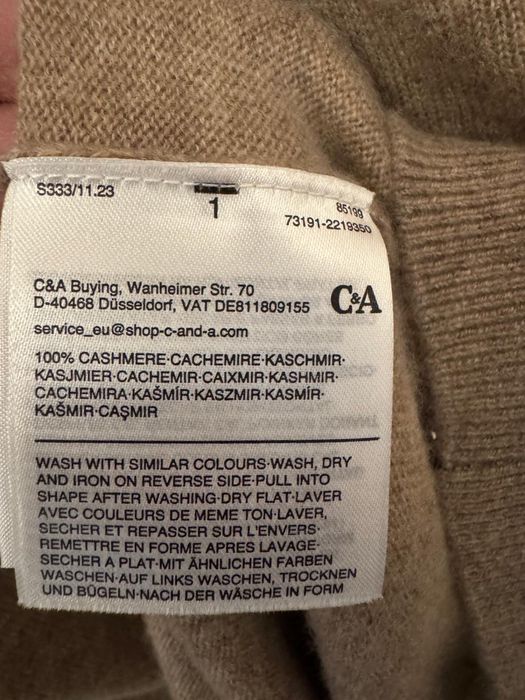 S333/11.23
1
85199
73191-2219350
C&A Buying, Wanheimer Str. 70
D-40468 Düsseldorf, VAT DE811809155
C&A
service_eu@shop-c-and-a.com
100% CASHMERE·CACHEMIRE·KASCHMIR·
KASJMIER·CACHEMIR·CAIXMIR·KASHMIR·
CACHEMIRA·KAŠMÍR·KASZMIR·KASMÍR·
KAŠMIR·CAŞMIR
WASH WITH SIMILAR COLOURS·WASH, DRY
AND IRON ON REVERSE SIDE·PULL INTO
SHAPE AFTER WASHING·DRY FLAT·LAVER
AVEC COULEURS DE MEME TON·LAVER,
SECHER ET REPASSER SUR L'ENVERS·
REMETTRE EN FORME APRES LAVAGE·
SECHER A PLAT·MIT ÄHNLICHEN FARBEN
WASCHEN·AUF LINKS WASCHEN, TROCKNEN
UND BÜGELN·NACH DER WÄSCHE IN FORM